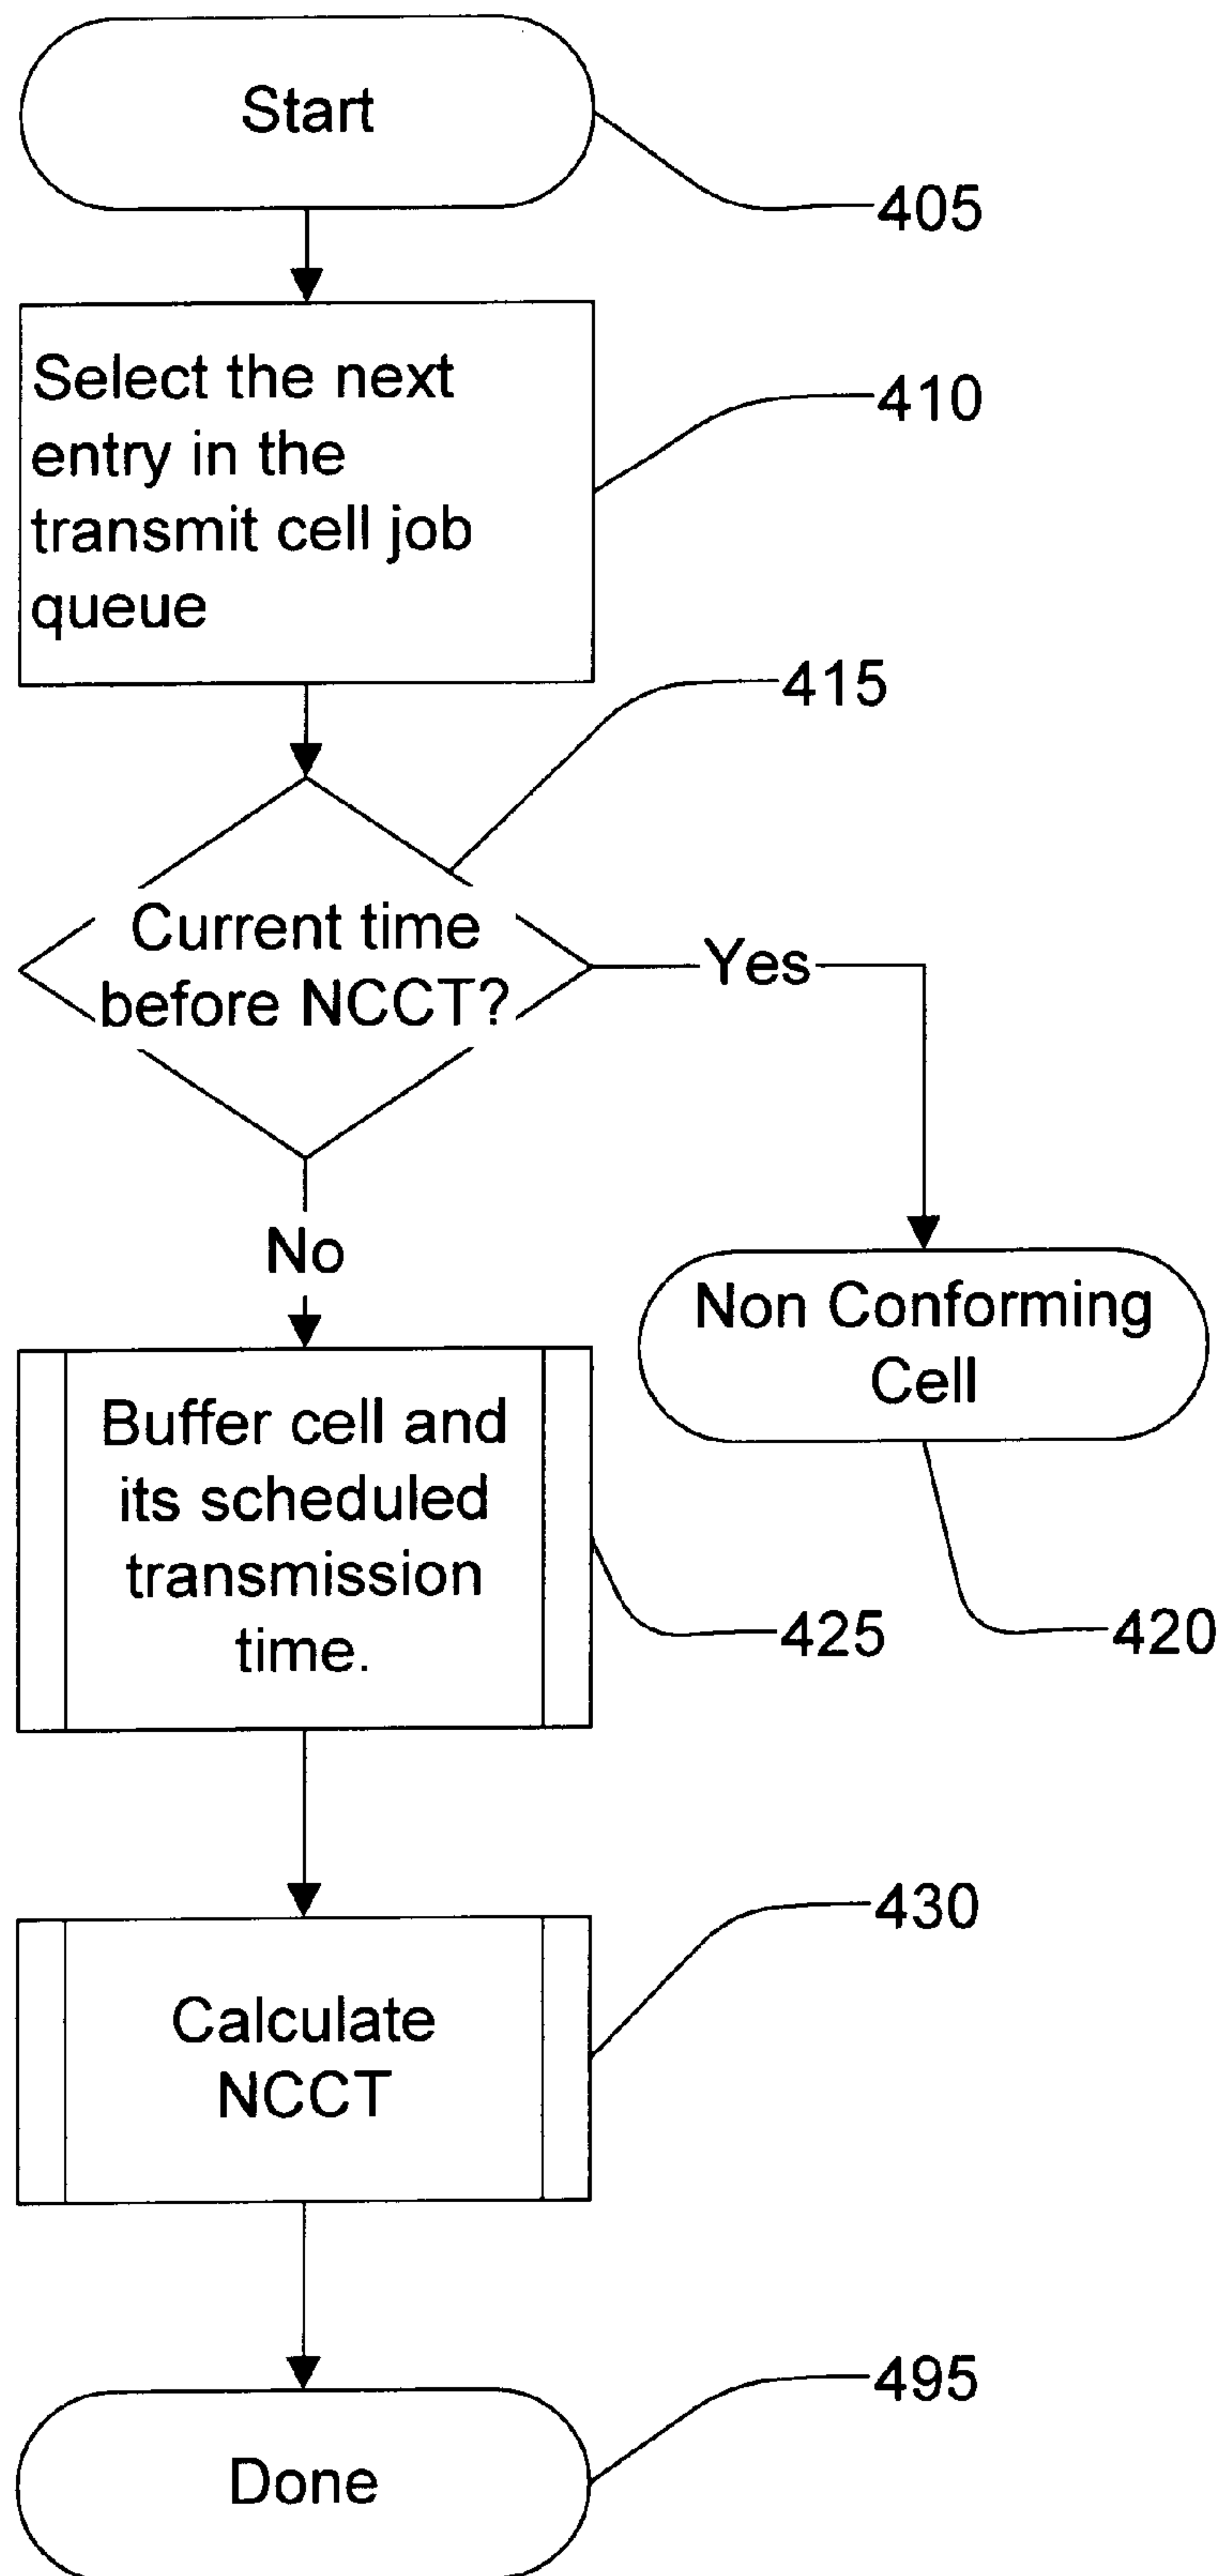 Start
405
Select the next
entry in the
transmit cell job
queue
410
415
Current time
before NCCT?
Yes
No
Non Conforming
Cell
420
Buffer cell and
its scheduled
transmission
time.
425
Calculate
NCCT
430
Done
495